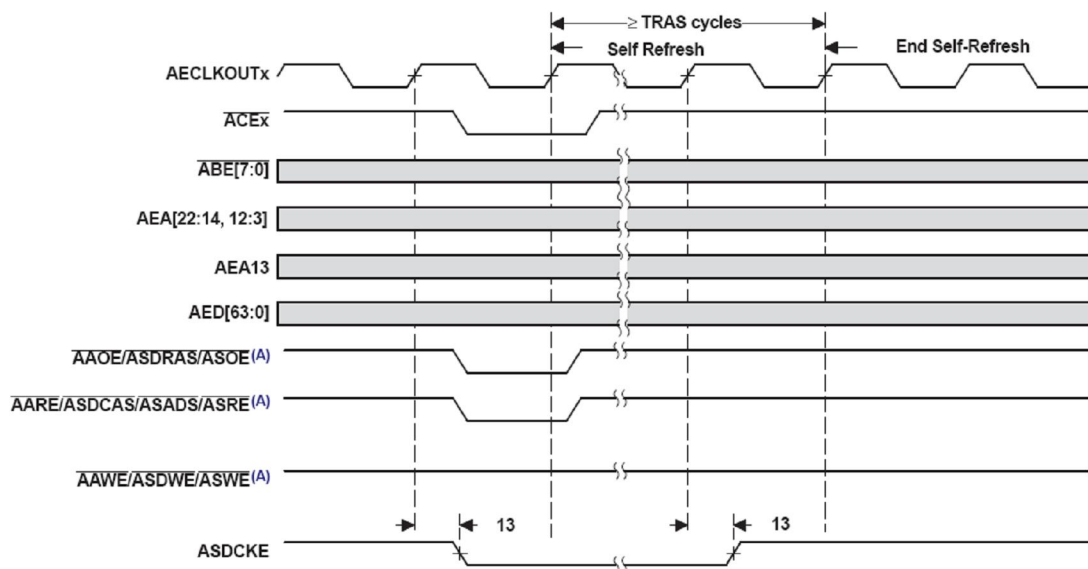 ≥ TRAS cycles
Self Refresh
End Self-Refresh
AECLKOUTx
ACEx
ABE[7:0]
AEA[22:14, 12:3]
AEA13
AED[63:0]
AAOE/ASDRAS/ASOE(A)
AARE/ASDCAS/ASADS/ASRE(A)
AAWE/ASDWE/ASWE(A)
13
13
ASDCKE